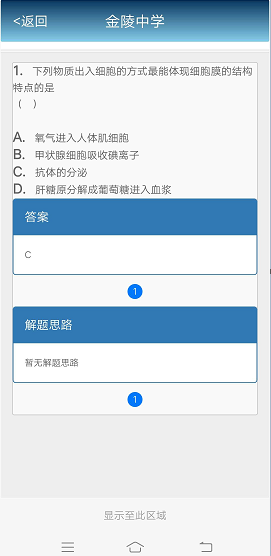 <返回
金陵中学
1. 下列物质出入细胞的方式最能体现细胞膜的结构
特点的是
（ ）
A. 氧气进入人体肌细胞
B. 甲状腺细胞吸收碘离子
C. 抗体的分泌
D. 肝糖原分解成葡萄糖进入血浆
答案
C
1
解题思路
暂无解题思路
1
显示至此区域